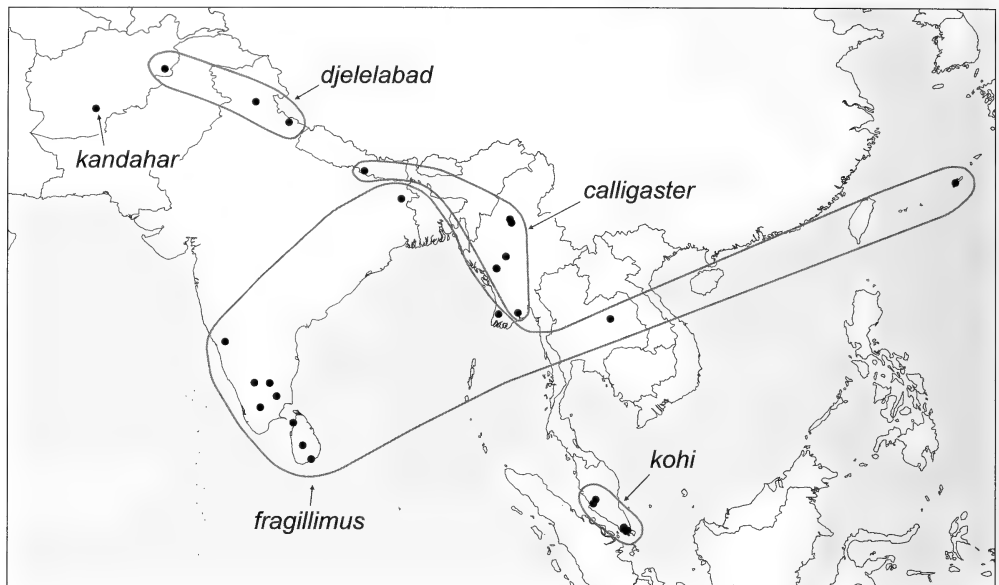 djelelabad
kandahar
calligaster
kohi
fragillimus